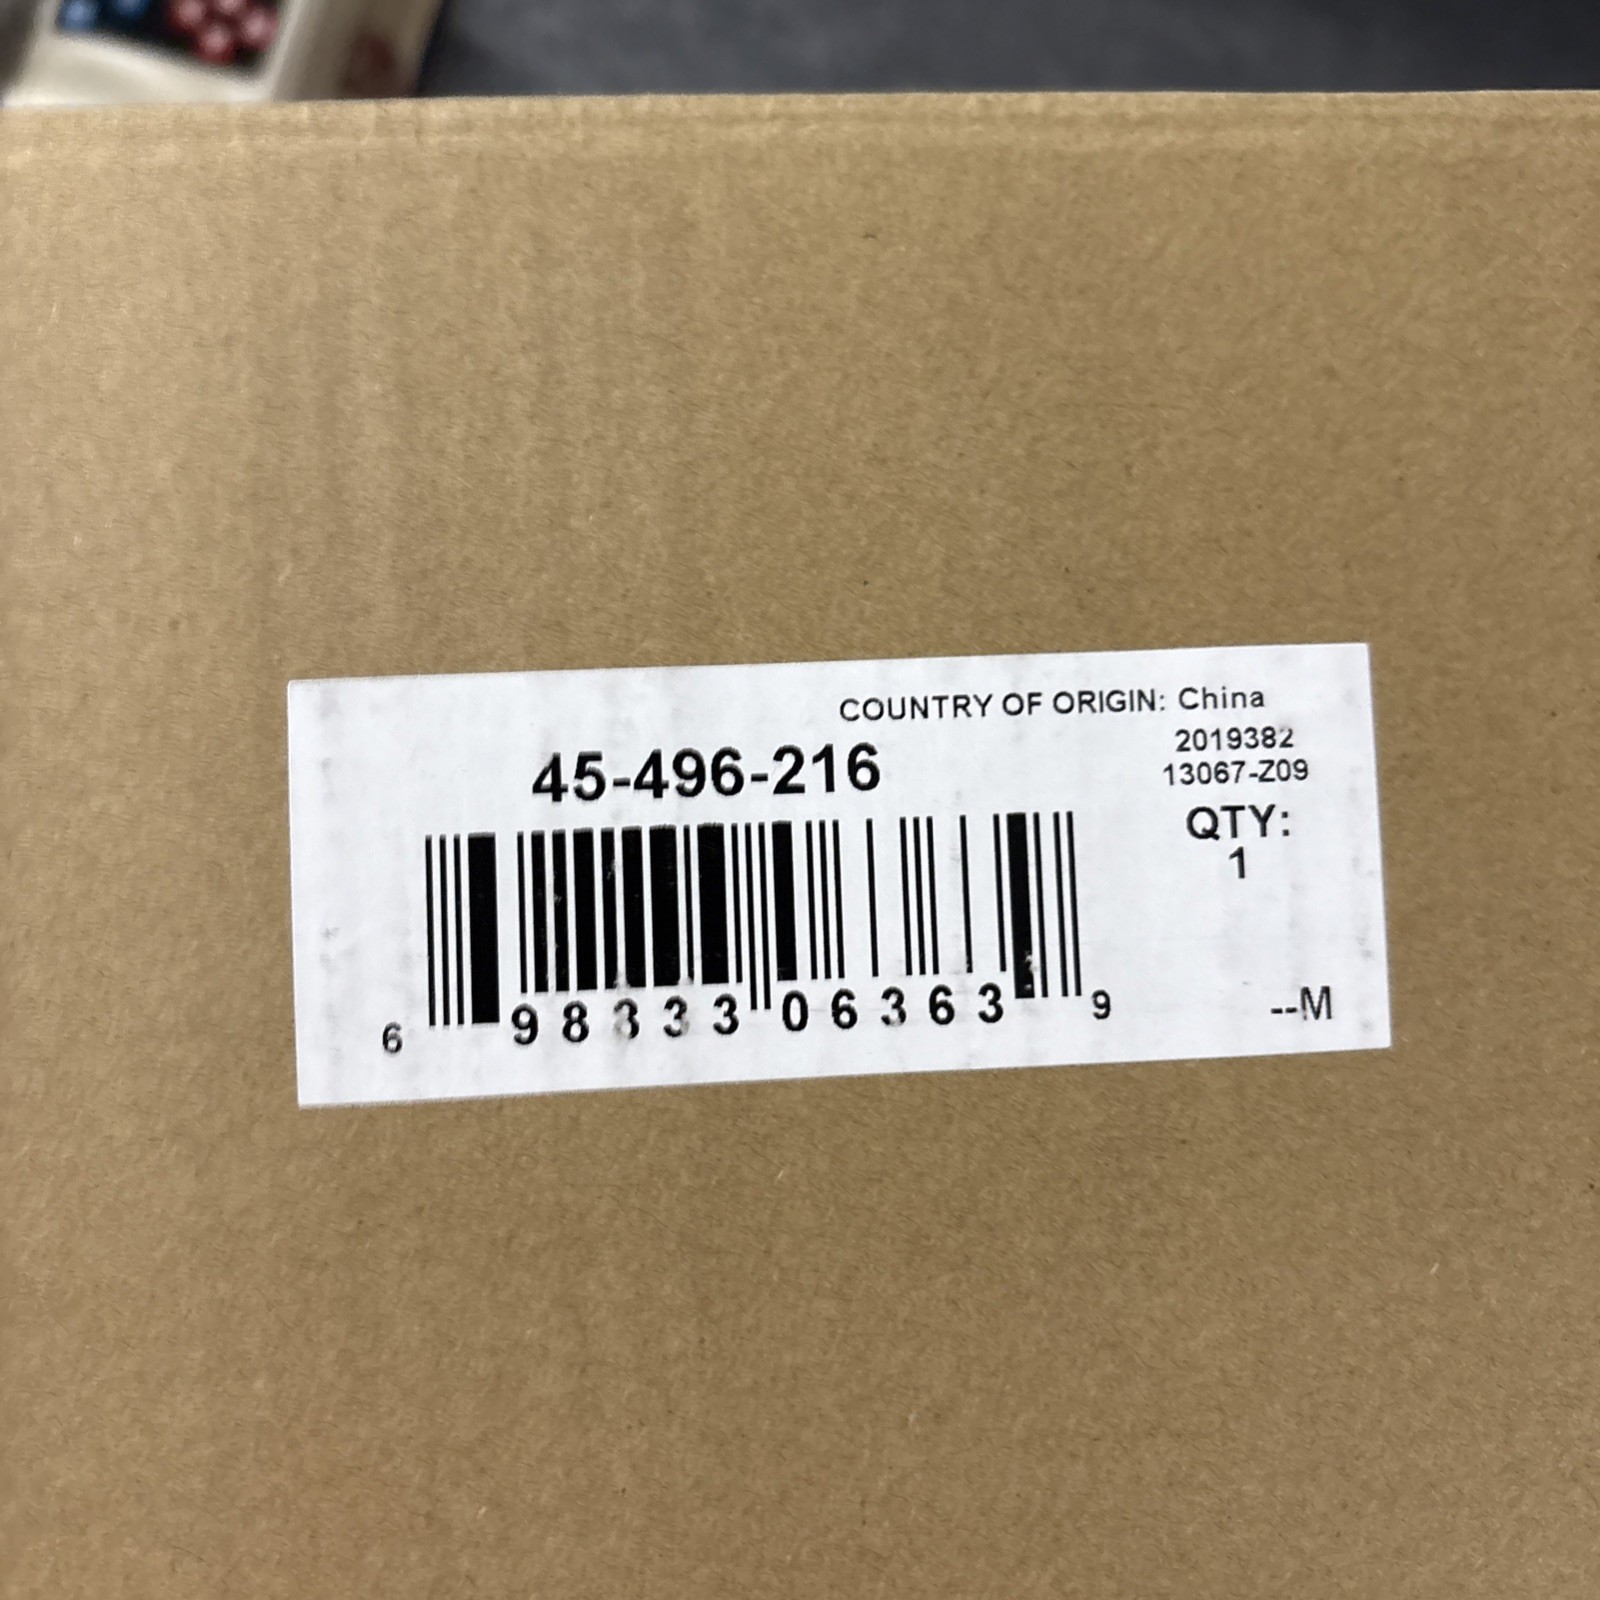 COUNTRY OF ORIGIN: China
45-496-216
2019382
13067-Z09
QTY:
1
6 98333 06363 9
--M